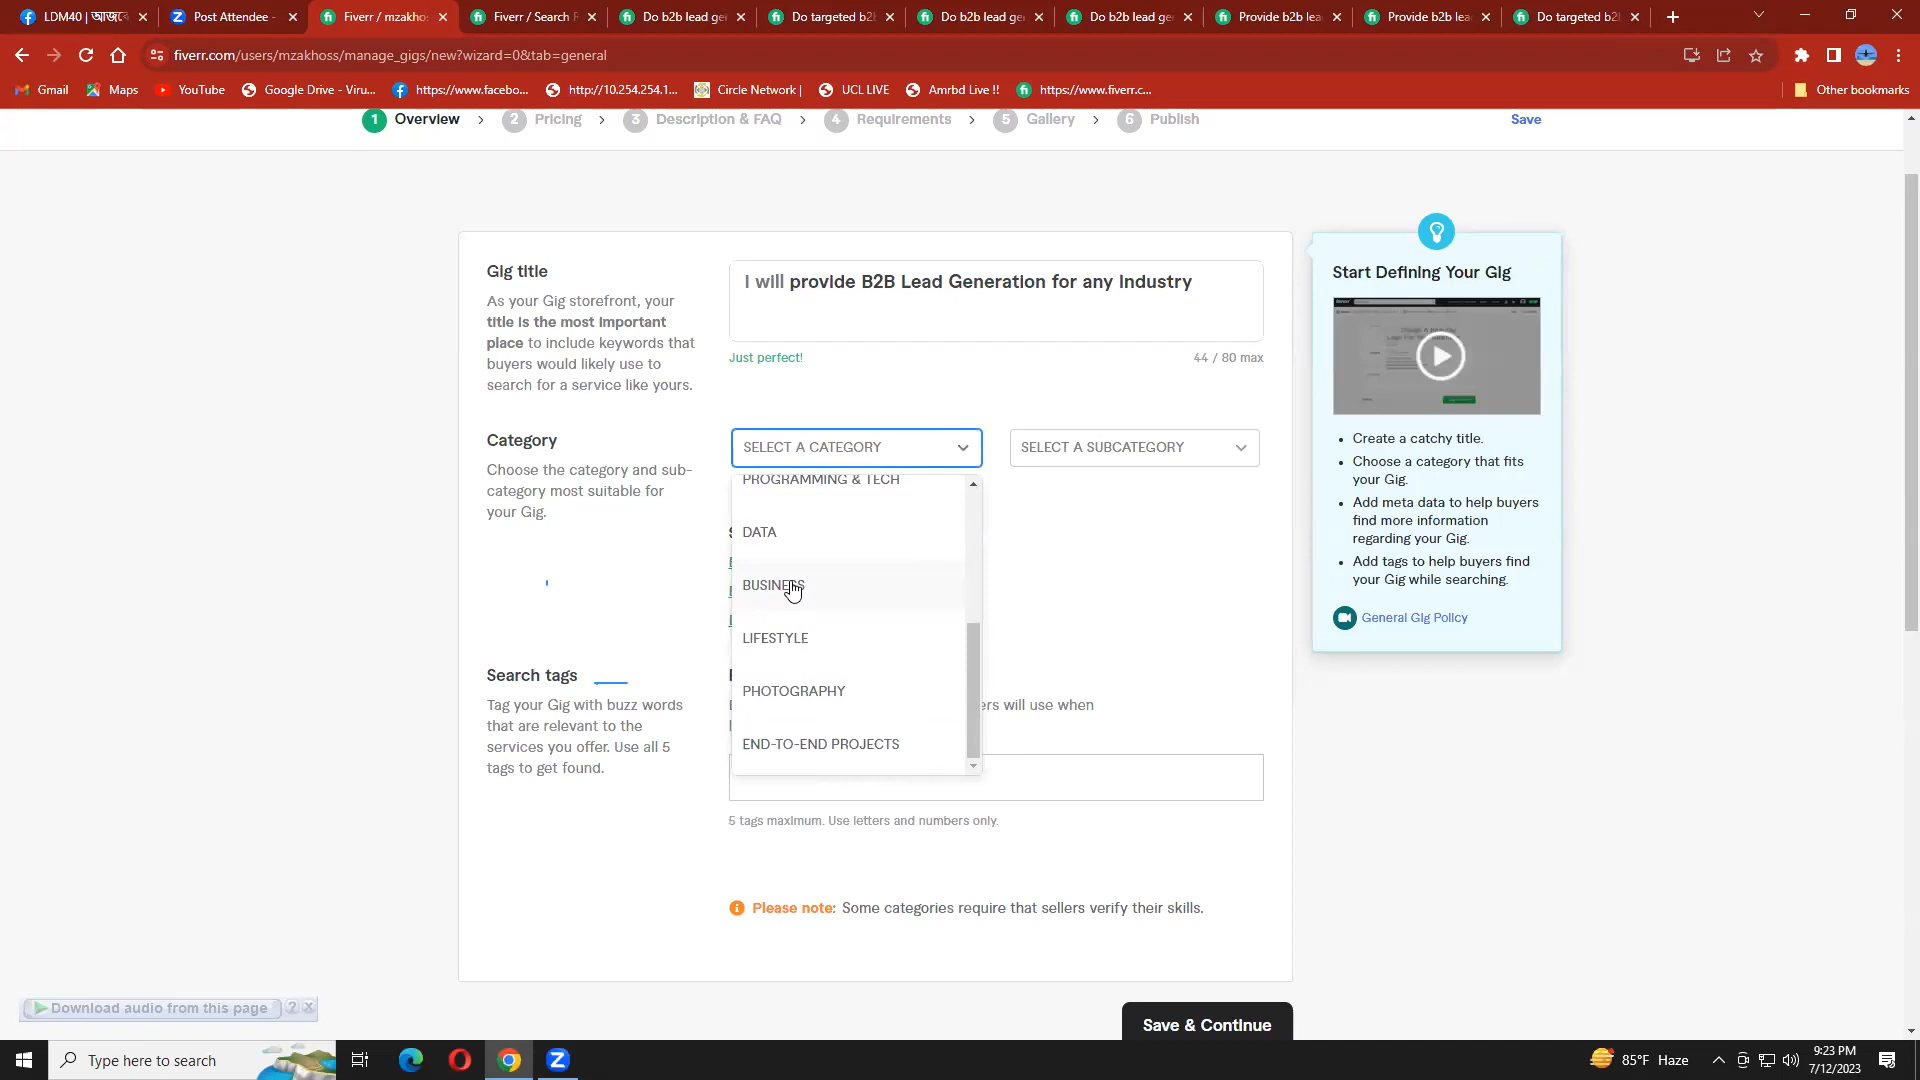 LDM40 | আজকে
Post Attendee -
Fiverr / mzakhos
Fiverr / Search R
Do b2b lead ge
Do targeted b2b
Do b2b lead ge
Do b2b lead ge
Provide b2b lea
Provide b2b lea
Do targeted b2b
fiverr.com/users/mzakhoss/manage_gigs/new?wizard=0&tab=general
Gmail
Maps
YouTube
Google Drive - Viru...
https://www.facebo...
http://10.254.254.1...
Circle Network |
UCL LIVE
Amrbd Live !!
https://www.fiverr.c...
Other bookmarks
1 Overview
2 Pricing
3 Description & FAQ
4 Requirements
5 Gallery
6 Publish
Save
Gig title
As your Gig storefront, your
title is the most important
place to include keywords that
buyers would likely use to
search for a service like yours.
I will provide B2B Lead Generation for any Industry
Just perfect!
44 / 80 max
Category
Choose the category and sub-
category most suitable for
your Gig.
SELECT A CATEGORY
SELECT A SUBCATEGORY
PROGRAMMING & TECH
DATA
BUSINESS
LIFESTYLE
PHOTOGRAPHY
END-TO-END PROJECTS
Search tags
Tag your Gig with buzz words
that are relevant to the
services you offer. Use all 5
tags to get found.
ers will use when
5 tags maximum. Use letters and numbers only.
Please note: Some categories require that sellers verify their skills.
Save & Continue
Start Defining Your Gig
Create a catchy title.
Choose a category that fits
your Gig.
Add meta data to help buyers
find more information
regarding your Gig.
Add tags to help buyers find
your Gig while searching.
General Gig Policy
Download audio from this page
Type here to search
85°F Haze
9:23 PM
7/12/2023